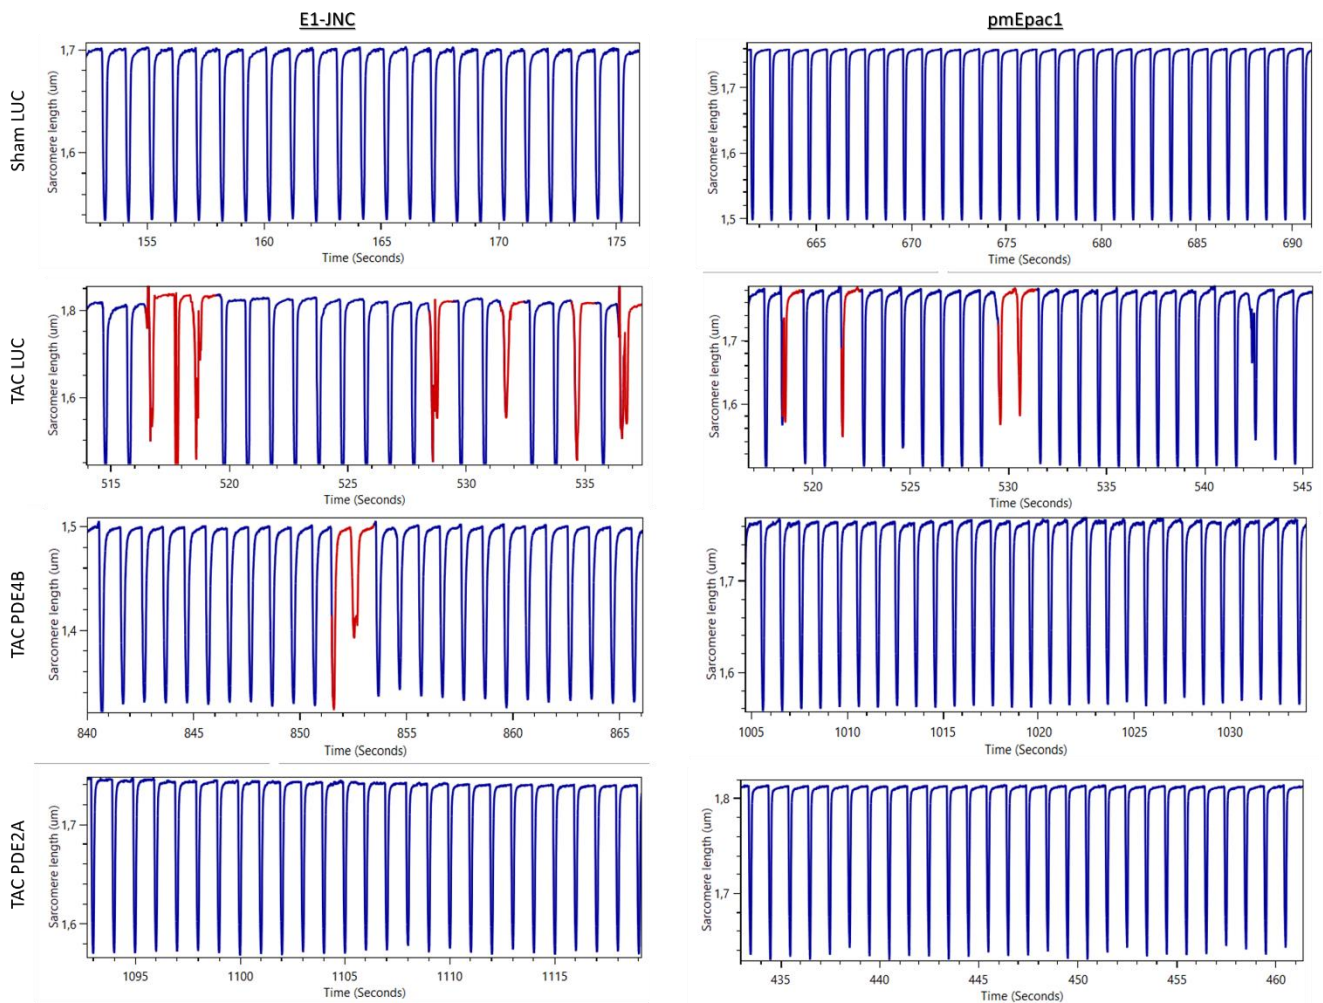 E1-JNC
pmEpac1
Sham LUC
Sarcomere length (um)
1,7
1,6
155 160 165 170 175
Time (Seconds)
Sarcomere length (um)
1,7
1,6
1,5
665 670 675 680 685 690
Time (Seconds)
TAC LUC
Sarcomere length (um)
1,8
1,6
515 520 525 530 535
Time (Seconds)
Sarcomere length (um)
1,7
1,6
520 525 530 535 540 545
Time (Seconds)
TAC PDE4B
Sarcomere length (um)
1,5
1,4
840 845 850 855 860 865
Time (Seconds)
Sarcomere length (um)
1,7
1,6
1005 1010 1015 1020 1025 1030
Time (Seconds)
TAC PDE2A
Sarcomere length (um)
1,7
1,6
1095 1100 1105 1110 1115
Time (Seconds)
Sarcomere length (um)
1,8
1,7
435 440 445 450 455 460
Time (Seconds)